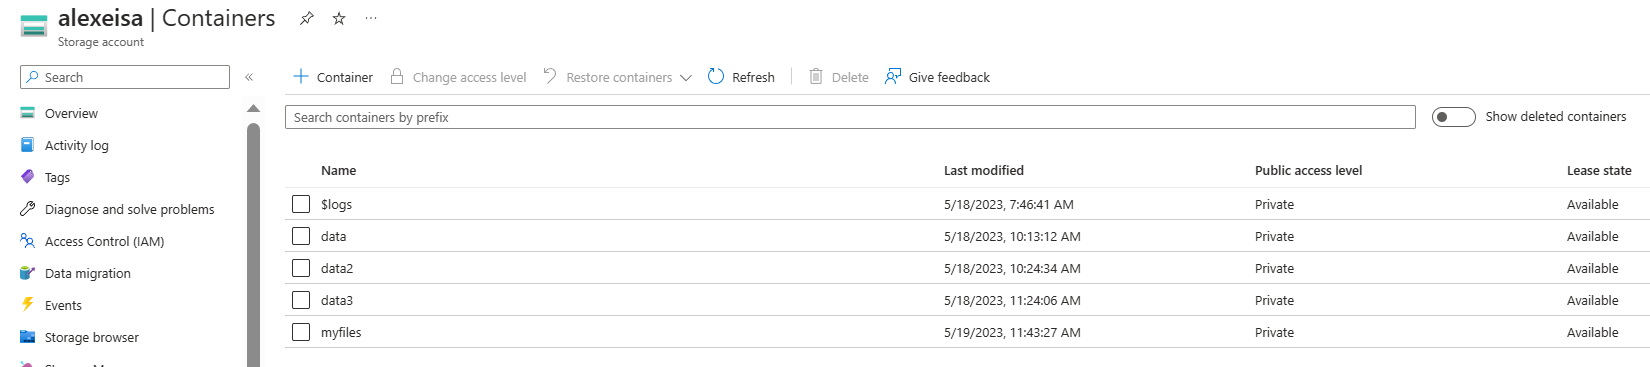 alexeisa | Containers
Storage account
Search
Container Change access level Restore containers Refresh Delete Give feedback
Search containers by prefix
Show deleted containers
Overview
Activity log
Tags
Diagnose and solve problems
Access Control (IAM)
Data migration
Events
Storage browser
Name Last modified Public access level Lease state
$logs 5/18/2023, 7:46:41 AM Private Available
data 5/18/2023, 10:13:12 AM Private Available
data2 5/18/2023, 10:24:34 AM Private Available
data3 5/18/2023, 11:24:06 AM Private Available
myfiles 5/19/2023, 11:43:27 AM Private Available